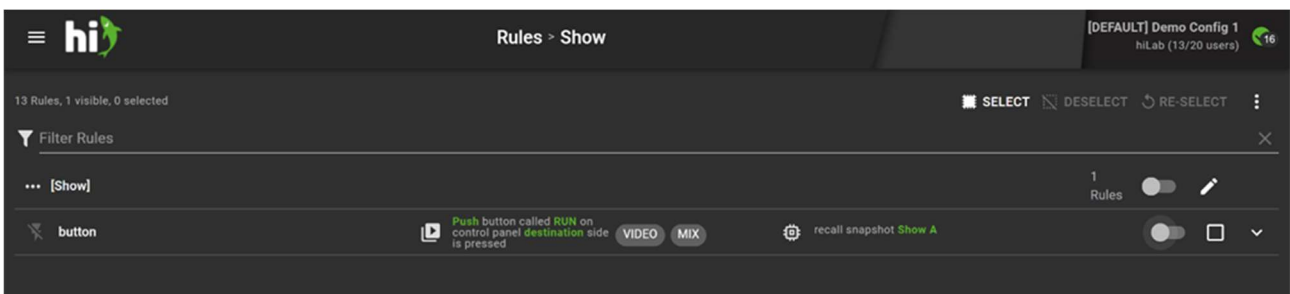 hi
Rules > Show
[DEFAULT] Demo Config 1
hiLab (13/20 users)
16
13 Rules, 1 visible, 0 selected
SELECT
DESELECT
RE-SELECT
Filter Rules
[Show]
1
Rules
button
Push button called RUN on
control panel destination side
is pressed
VIDEO
MIX
recall snapshot Show A